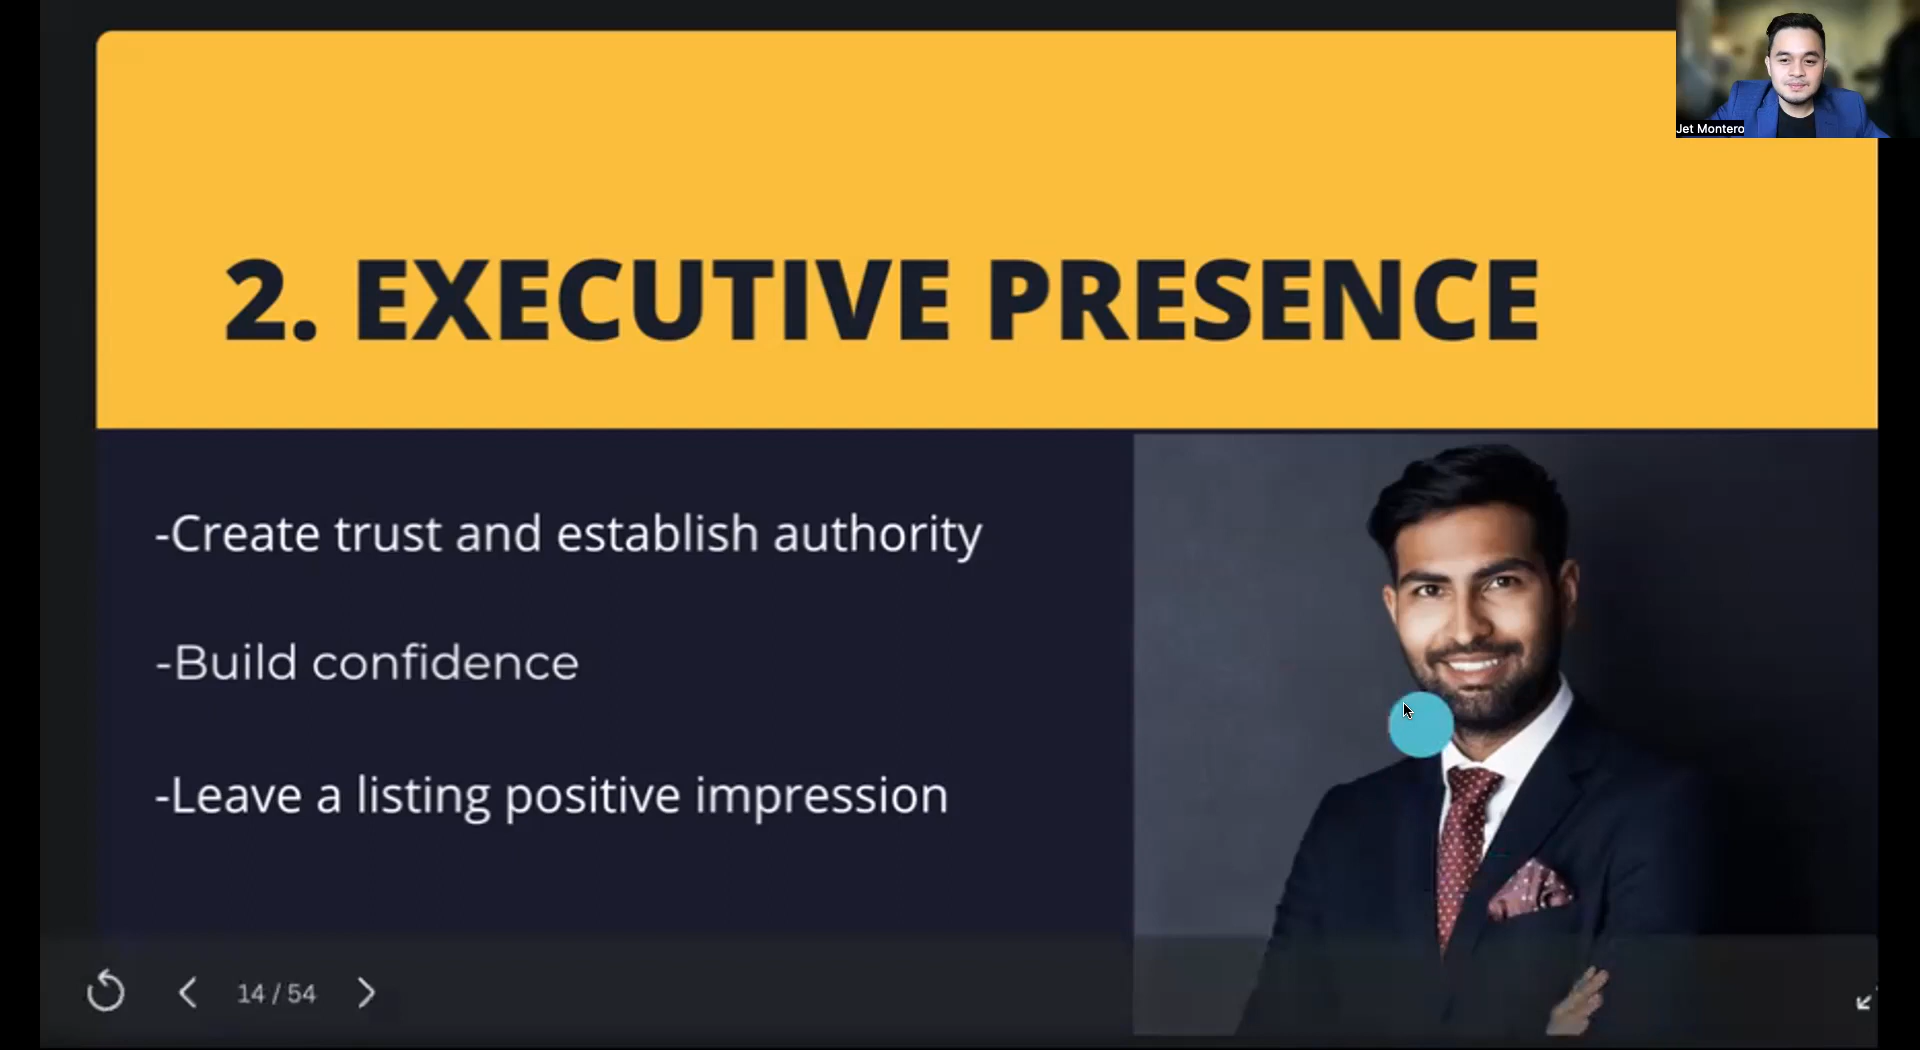 Jet Montero
2. EXECUTIVE PRESENCE
-Create trust and establish authority
-Build confidence
-Leave a listing positive impression
14 / 54